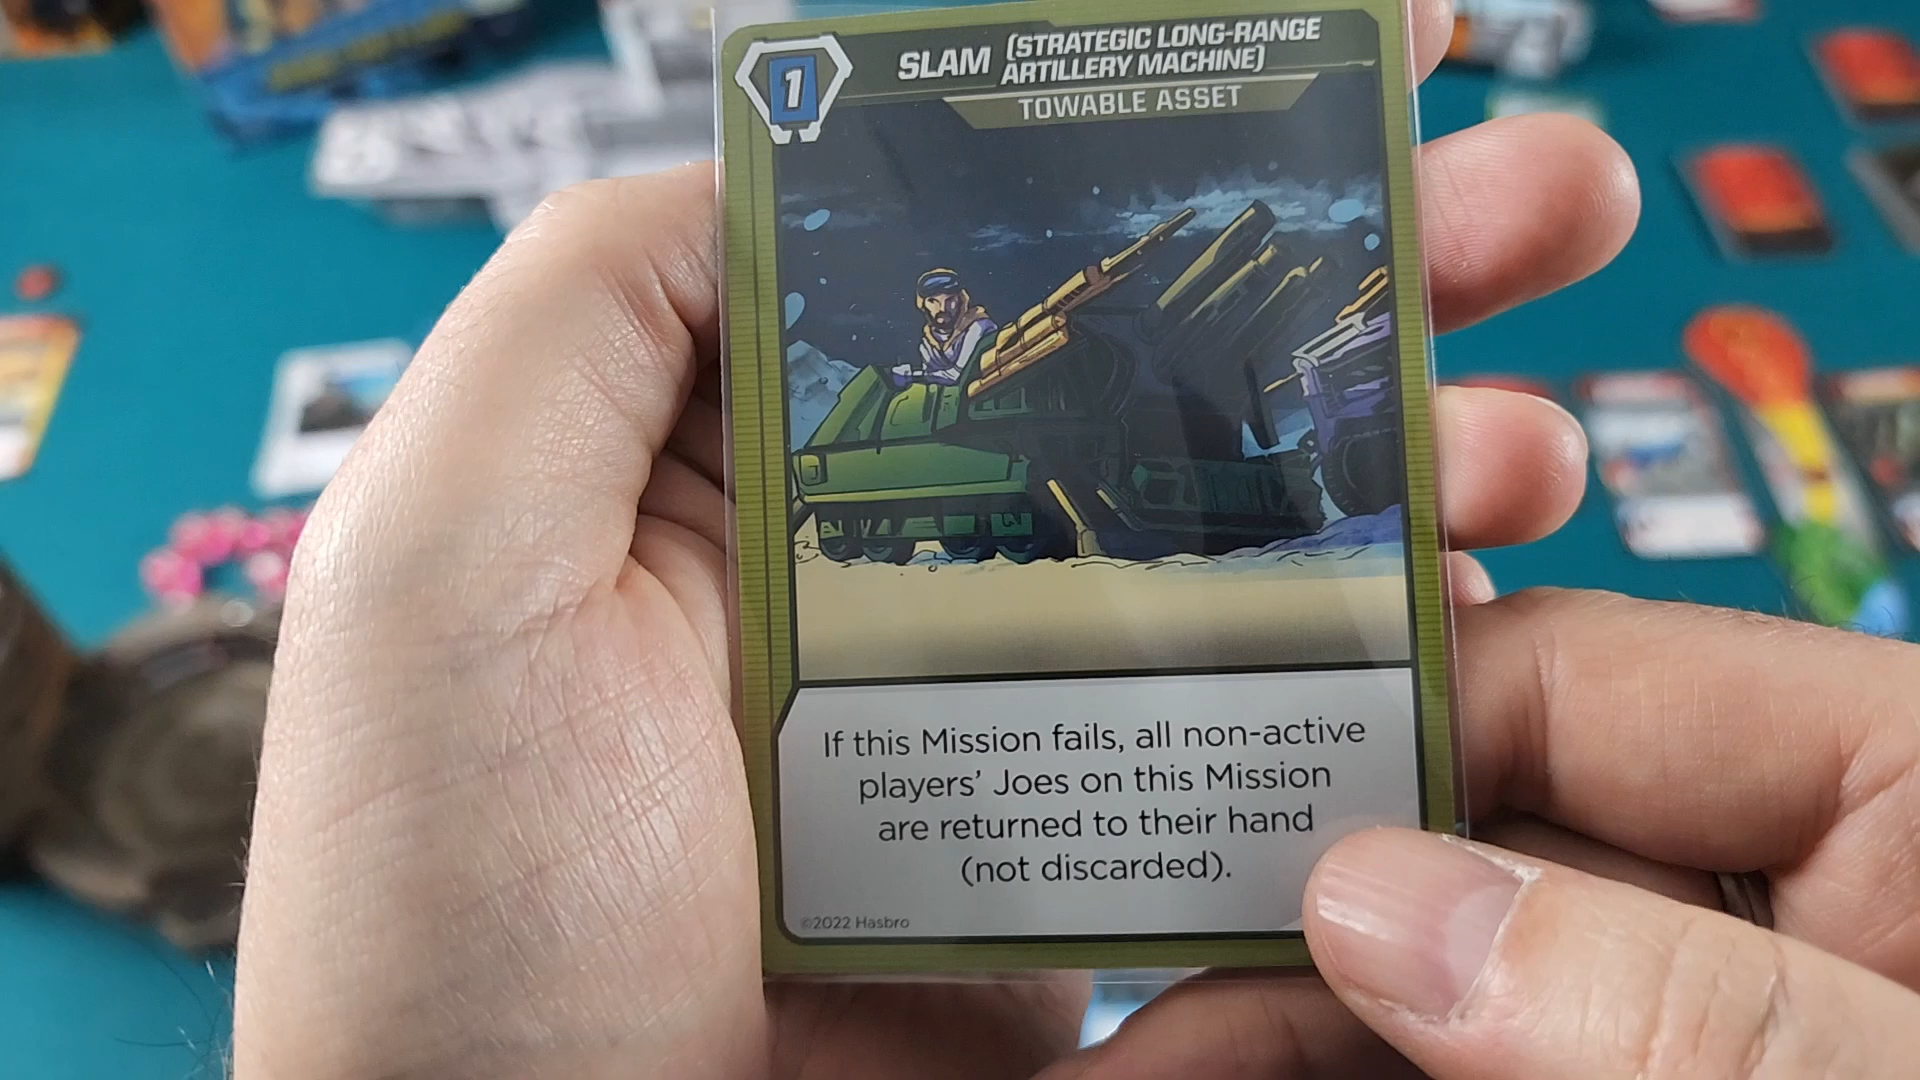 1
SLAM (STRATEGIC LONG-RANGE
ARTILLERY MACHINE)
TOWABLE ASSET
If this Mission fails, all non-active
players' Joes on this Mission
are returned to their hand
(not discarded).
©2022 Hasbro